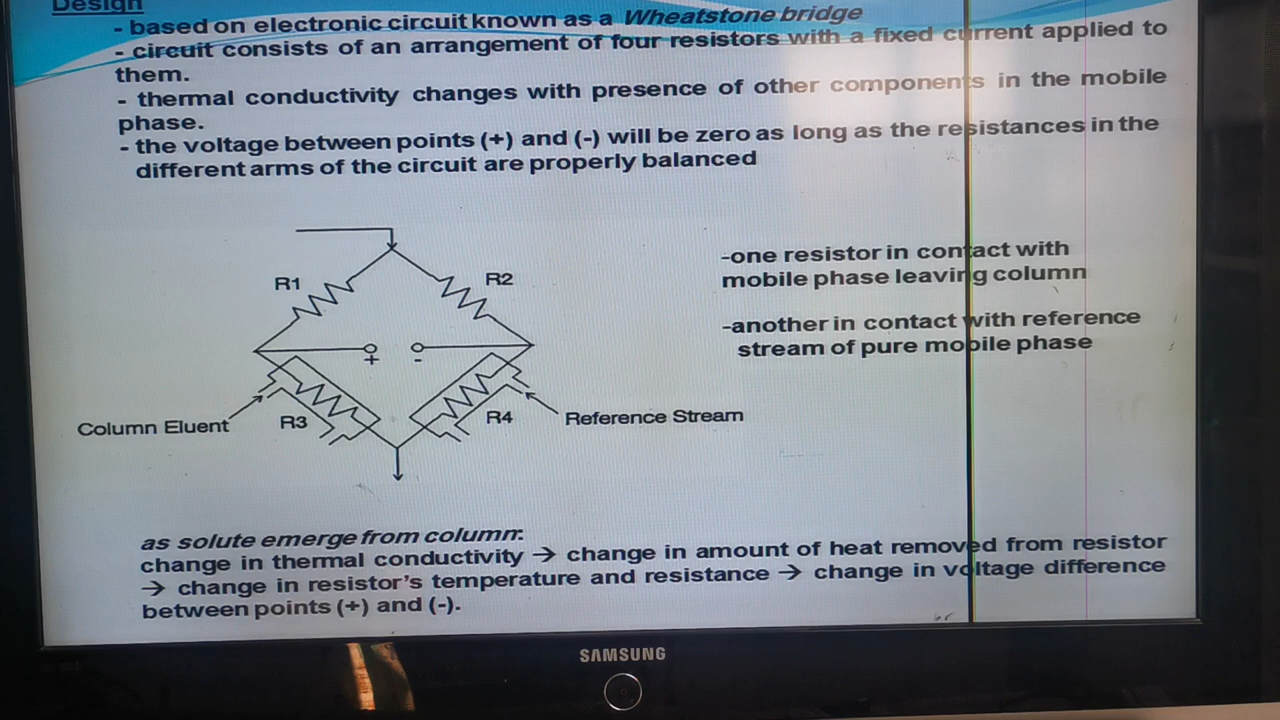 Design
- based on electronic circuit known as a Wheatstone bridge
- circuit consists of an arrangement of four resistors with a fixed current applied to
them.
- thermal conductivity changes with presence of other components in the mobile
phase.
- the voltage between points (+) and (-) will be zero as long as the resistances in the
different arms of the circuit are properly balanced
R1
R2
-one resistor in contact with
mobile phase leaving column
-another in contact with reference
stream of pure mobile phase
+
-
Column Eluent
R3
R4
Reference Stream
as solute emerge from column:
change in thermal conductivity → change in amount of heat removed from resistor
→ change in resistor's temperature and resistance → change in voltage difference
between points (+) and (-).
SAMSUNG